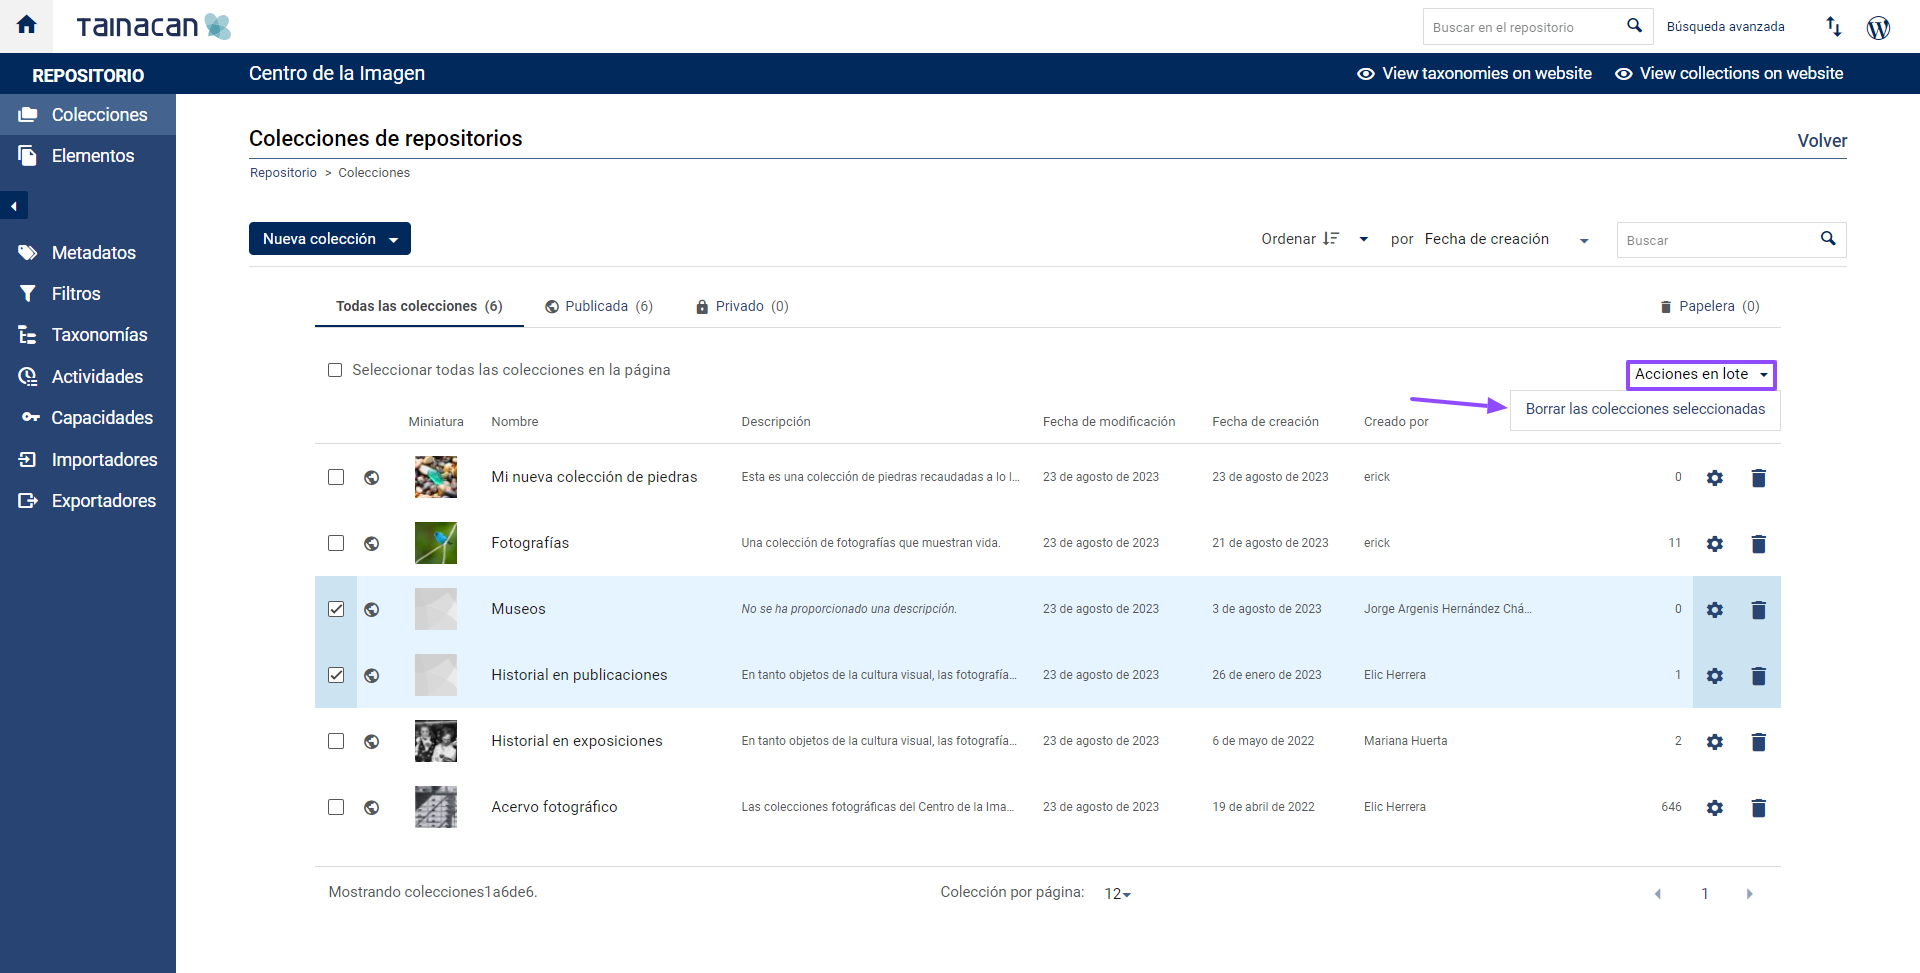 TAINACAN
Buscar en el repositorio
Búsqueda avanzada
REPOSITORIO
Centro de la Imagen
View taxonomies on website
View collections on website
Colecciones
Elementos
Metadatos
Filtros
Taxonomías
Actividades
Capacidades
Importadores
Exportadores
Colecciones de repositorios
Volver
Repositorio > Colecciones
Nueva colección
Ordenar por Fecha de creación
Buscar
Todas las colecciones (6) Publicada (6) Privado (0) Papelera (0)
Seleccionar todas las colecciones en la página
Acciones en lote
Borrar las colecciones seleccionadas
Miniatura Nombre Descripción Fecha de modificación Fecha de creación Creado por
Mi nueva colección de piedras Esta es una colección de piedras recaudadas a lo l... 23 de agosto de 2023 23 de agosto de 2023 erick 0
Fotografías Una colección de fotografías que muestran vida. 23 de agosto de 2023 21 de agosto de 2023 erick 11
Museos No se ha proporcionado una descripción. 23 de agosto de 2023 3 de agosto de 2023 Jorge Argenis Hernández Chá... 0
Historial en publicaciones En tanto objetos de la cultura visual, las fotografía... 23 de agosto de 2023 26 de enero de 2023 Elic Herrera 1
Historial en exposiciones En tanto objetos de la cultura visual, las fotografía... 23 de agosto de 2023 6 de mayo de 2022 Mariana Huerta 2
Acervo fotográfico Las colecciones fotográficas del Centro de la Ima... 23 de agosto de 2023 19 de abril de 2022 Elic Herrera 646
Mostrando colecciones1a6de6.
Colección por página: 12
1